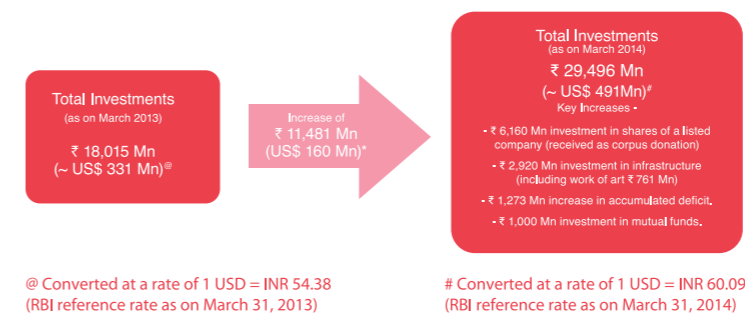 Total Investments
(as on March 2013)
₹ 18,015 Mn
(~ US$ 331 Mn)@
Increase of
₹ 11,481 Mn
(US$ 160 Mn)*
Total Investments
(as on March 2014)
₹ 29,496 Mn
(~ US$ 491Mn)#
Key Increases -
- ₹ 6,160 Mn investment in shares of a listed
company (received as corpus donation)
- ₹ 2,920 Mn investment in infrastructure
(including work of art ₹ 761 Mn)
- ₹ 1,273 Mn increase in accumulated deficit.
- ₹ 1,000 Mn investment in mutual funds.
@ Converted at a rate of 1 USD = INR 54.38
(RBI reference rate as on March 31, 2013)
# Converted at a rate of 1 USD = INR 60.09
(RBI reference rate as on March 31, 2014)